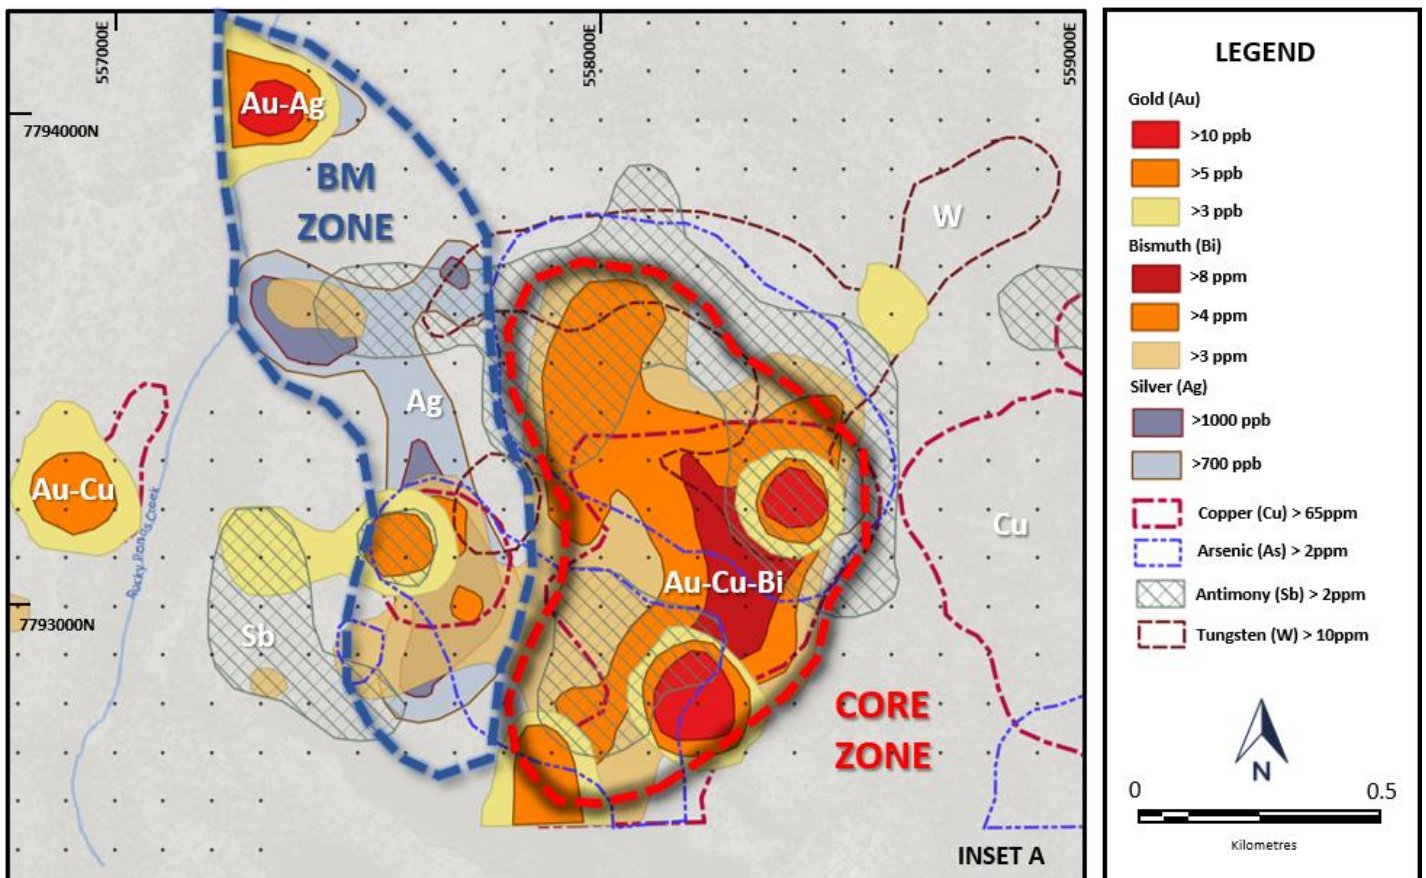 557000E
558000E
559000E
7794000N
Au-Ag
BM
ZONE
W
Ag
Au-Cu
Rocky Ponds Creek
Cu
Au-Cu-Bi
7793000N
Sb
CORE
ZONE
INSET A
LEGEND
Gold (Au)
>10 ppb
>5 ppb
>3 ppb
Bismuth (Bi)
>8 ppm
>4 ppm
>3 ppm
Silver (Ag)
>1000 ppb
>700 ppb
Copper (Cu) > 65ppm
Arsenic (As) > 2ppm
Antimony (Sb) > 2ppm
Tungsten (W) > 10ppm
N
0 0.5
Kilometres